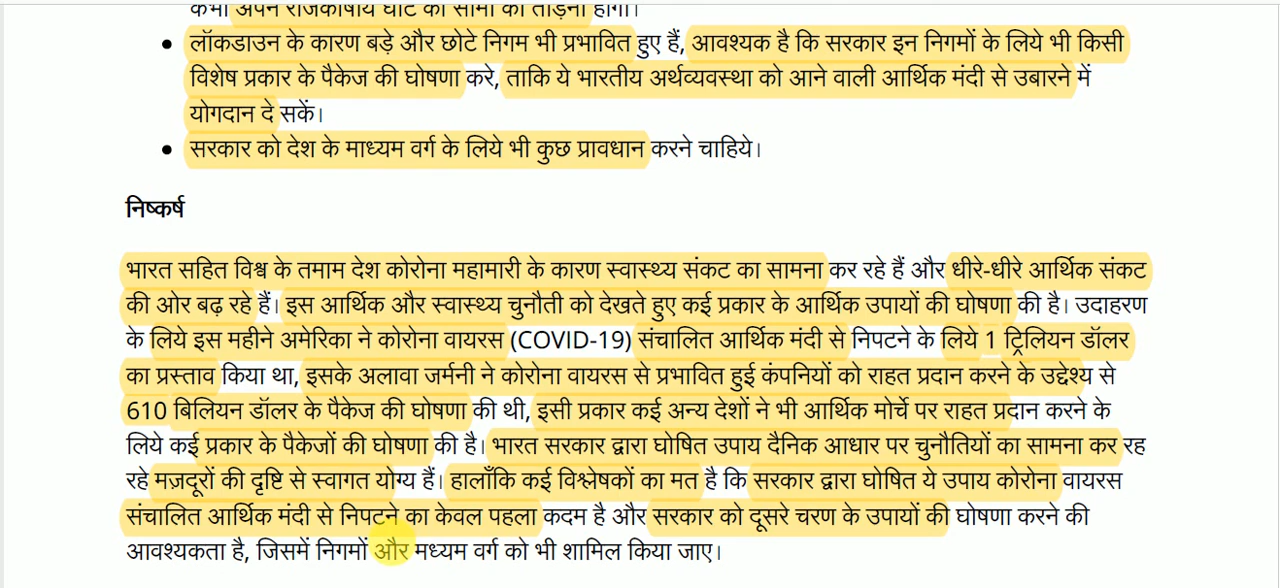 कभी अपने राजकोषीय घाटे की सीमा को तोड़ना होगा।
लॉकडाउन के कारण बड़े और छोटे निगम भी प्रभावित हुए हैं, आवश्यक है कि सरकार इन निगमों के लिये भी किसी
विशेष प्रकार के पैकेज की घोषणा करे, ताकि ये भारतीय अर्थव्यवस्था को आने वाली आर्थिक मंदी से उबारने में
योगदान दे सकें।
सरकार को देश के माध्यम वर्ग के लिये भी कुछ प्रावधान करने चाहिये।
निष्कर्ष
भारत सहित विश्व के तमाम देश कोरोना महामारी के कारण स्वास्थ्य संकट का सामना कर रहे हैं और धीरे-धीरे आर्थिक संकट
की ओर बढ़ रहे हैं। इस आर्थिक और स्वास्थ्य चुनौती को देखते हुए कई प्रकार के आर्थिक उपायों की घोषणा की है। उदाहरण
के लिये इस महीने अमेरिका ने कोरोना वायरस (COVID-19) संचालित आर्थिक मंदी से निपटने के लिये 1 ट्रिलियन डॉलर
का प्रस्ताव किया था, इसके अलावा जर्मनी ने कोरोना वायरस से प्रभावित हुई कंपनियों को राहत प्रदान करने के उद्देश्य से
610 बिलियन डॉलर के पैकेज की घोषणा की थी, इसी प्रकार कई अन्य देशों ने भी आर्थिक मोर्चे पर राहत प्रदान करने के
लिये कई प्रकार के पैकेजों की घोषणा की है। भारत सरकार द्वारा घोषित उपाय दैनिक आधार पर चुनौतियों का सामना कर रह
रहे मज़दूरों की दृष्टि से स्वागत योग्य हैं। हालाँकि कई विश्लेषकों का मत है कि सरकार द्वारा घोषित ये उपाय कोरोना वायरस
संचालित आर्थिक मंदी से निपटने का केवल पहला कदम है और सरकार को दूसरे चरण के उपायों की घोषणा करने की
आवश्यकता है, जिसमें निगमों और मध्यम वर्ग को भी शामिल किया जाए।